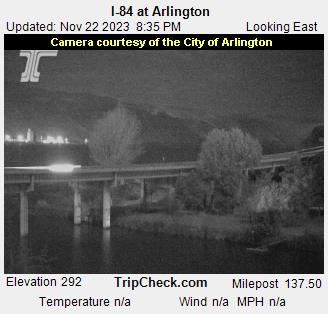 I-84 at Arlington
Updated: Nov 22 2023 8:35 PM Looking East
Camera courtesy of the City of Arlington
Elevation 292 TripCheck.com Milepost 137.50
Temperature n/a Wind n/a MPH n/a